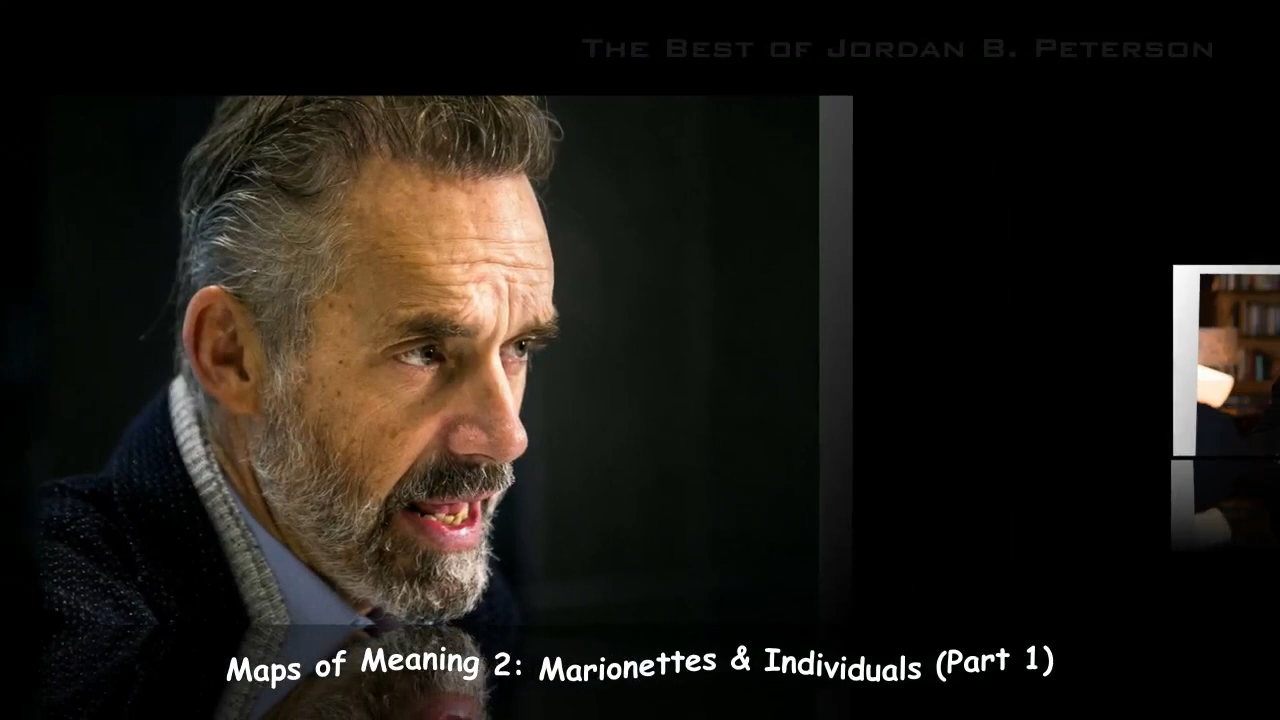 The Best of Jordan B. Peterson
Maps of Meaning 2: Marionettes & Individuals (Part 1)